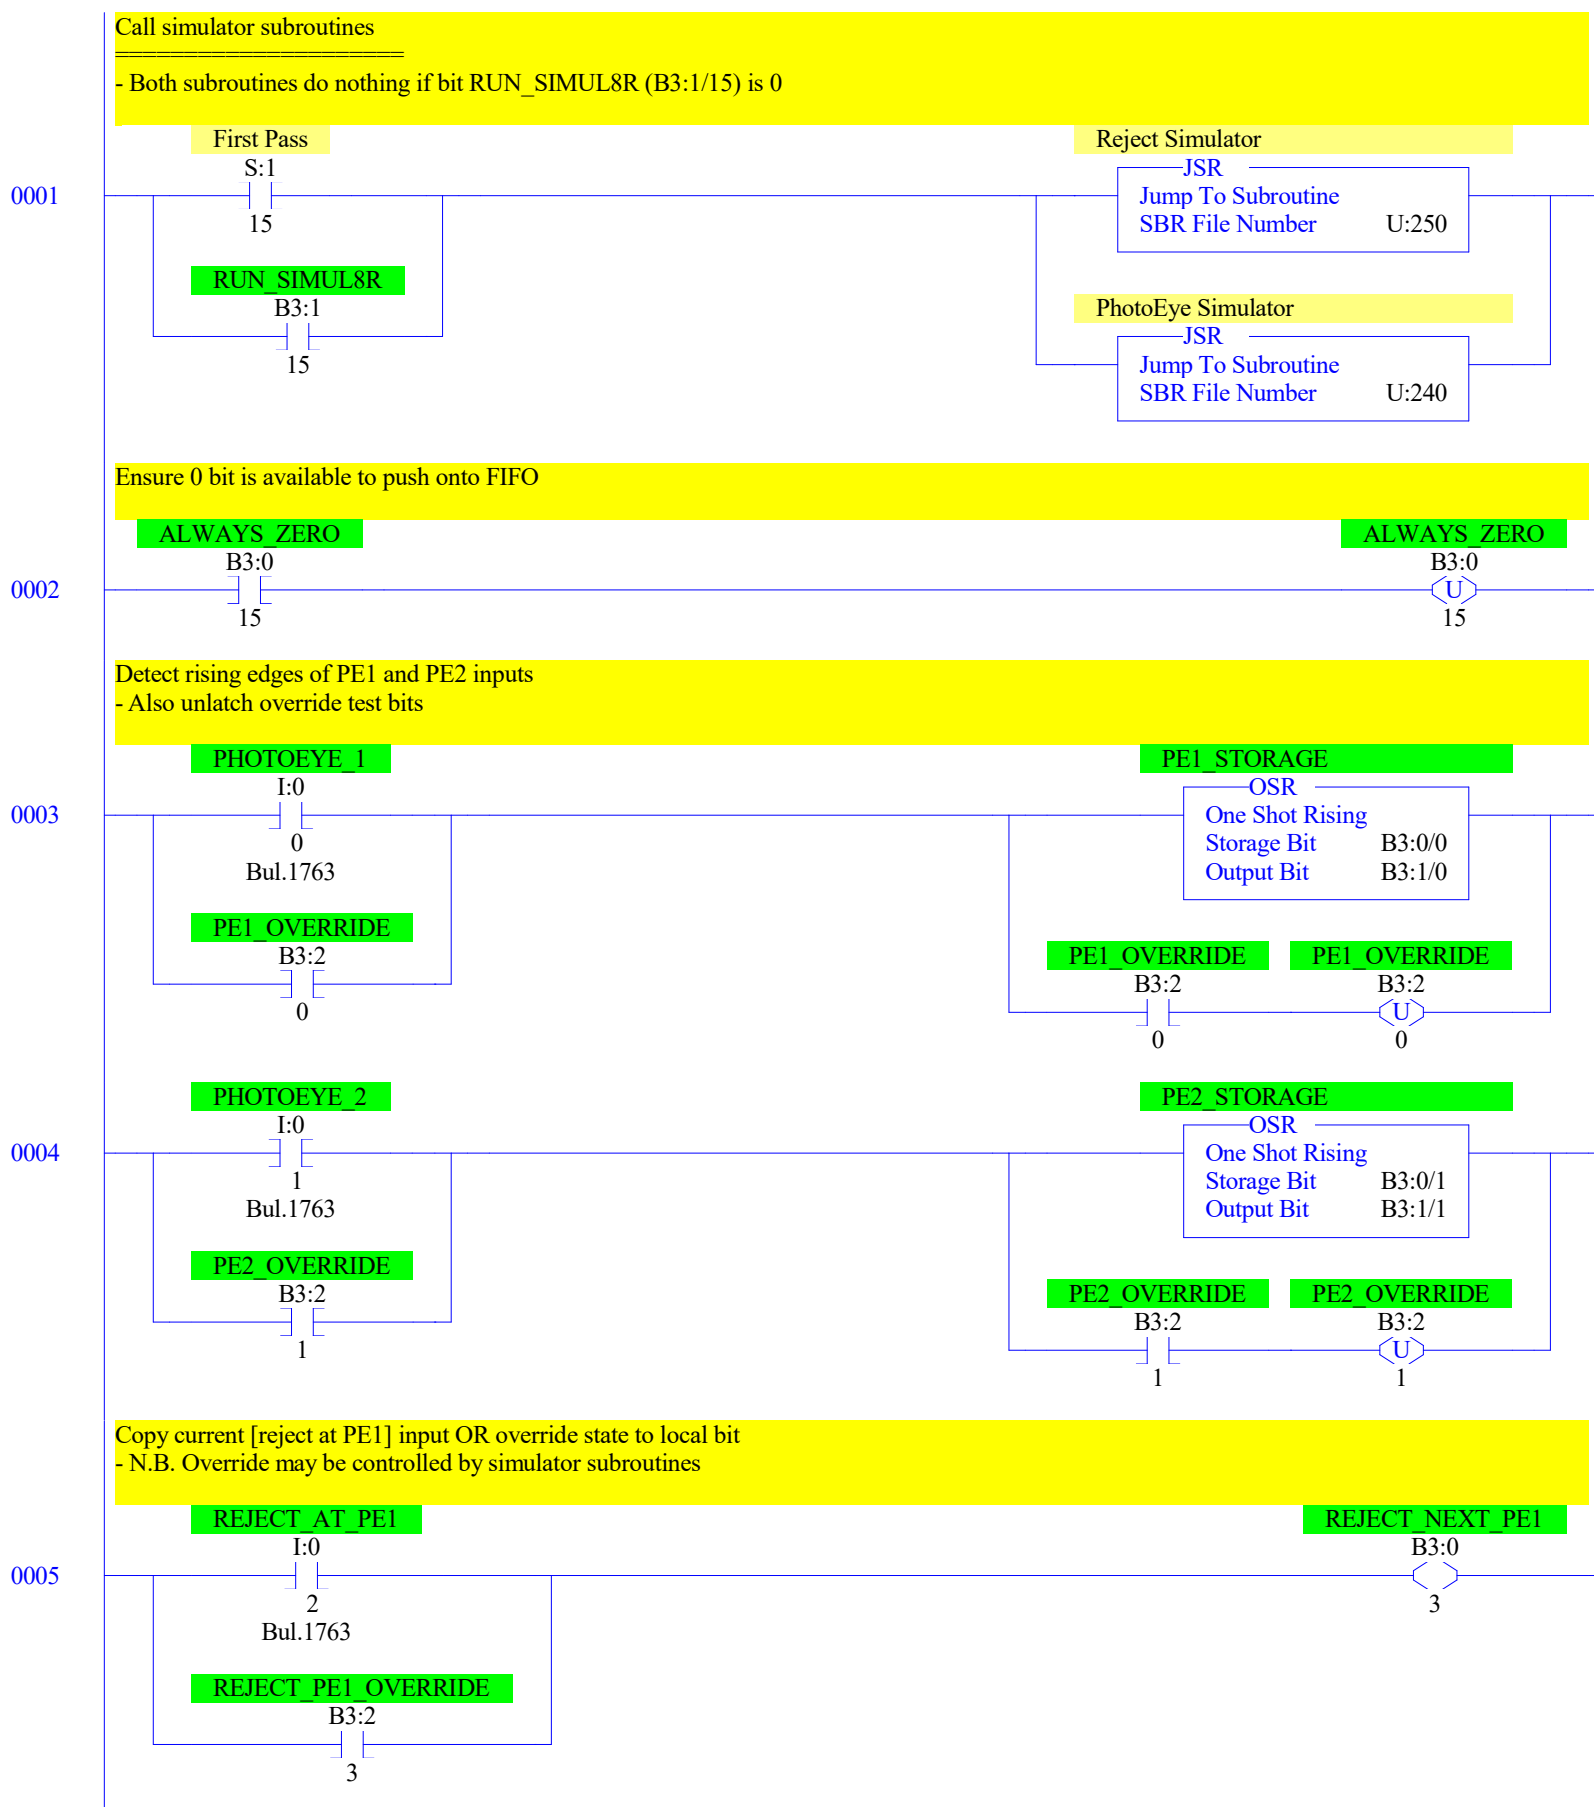 Call simulator subroutines
=====================
- Both subroutines do nothing if bit RUN_SIMUL8R (B3:1/15) is 0
First Pass
S:1
15
RUN_SIMUL8R
B3:1
15
0001
Reject Simulator
JSR
Jump To Subroutine
SBR File Number U:250
PhotoEye Simulator
JSR
Jump To Subroutine
SBR File Number U:240
Ensure 0 bit is available to push onto FIFO
ALWAYS_ZERO
B3:0
15
0002
ALWAYS_ZERO
B3:0
U
15
Detect rising edges of PE1 and PE2 inputs
- Also unlatch override test bits
PHOTOEYE_1
I:0
0
Bul.1763
PE1_OVERRIDE
B3:2
0
0003
PE1_STORAGE
OSR
One Shot Rising
Storage Bit B3:0/0
Output Bit B3:1/0
PE1_OVERRIDE
B3:2
0
PE1_OVERRIDE
B3:2
U
0
PHOTOEYE_2
I:0
1
Bul.1763
PE2_OVERRIDE
B3:2
1
0004
PE2_STORAGE
OSR
One Shot Rising
Storage Bit B3:0/1
Output Bit B3:1/1
PE2_OVERRIDE
B3:2
1
PE2_OVERRIDE
B3:2
U
1
Copy current [reject at PE1] input OR override state to local bit
- N.B. Override may be controlled by simulator subroutines
REJECT_AT_PE1
I:0
2
Bul.1763
REJECT_PE1_OVERRIDE
B3:2
3
0005
REJECT_NEXT_PE1
B3:0
3